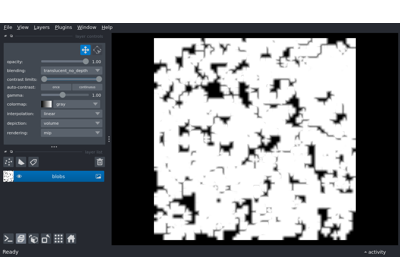 File View Layers Plugins Window Help
opacity: 1.00
blending: translucent_no_depth
contrast limits:
auto-contrast: once continuous
gamma: 1.00
colormap: gray
interpolation: linear
depiction: volume
rendering: mip
blobs
Ready
activity